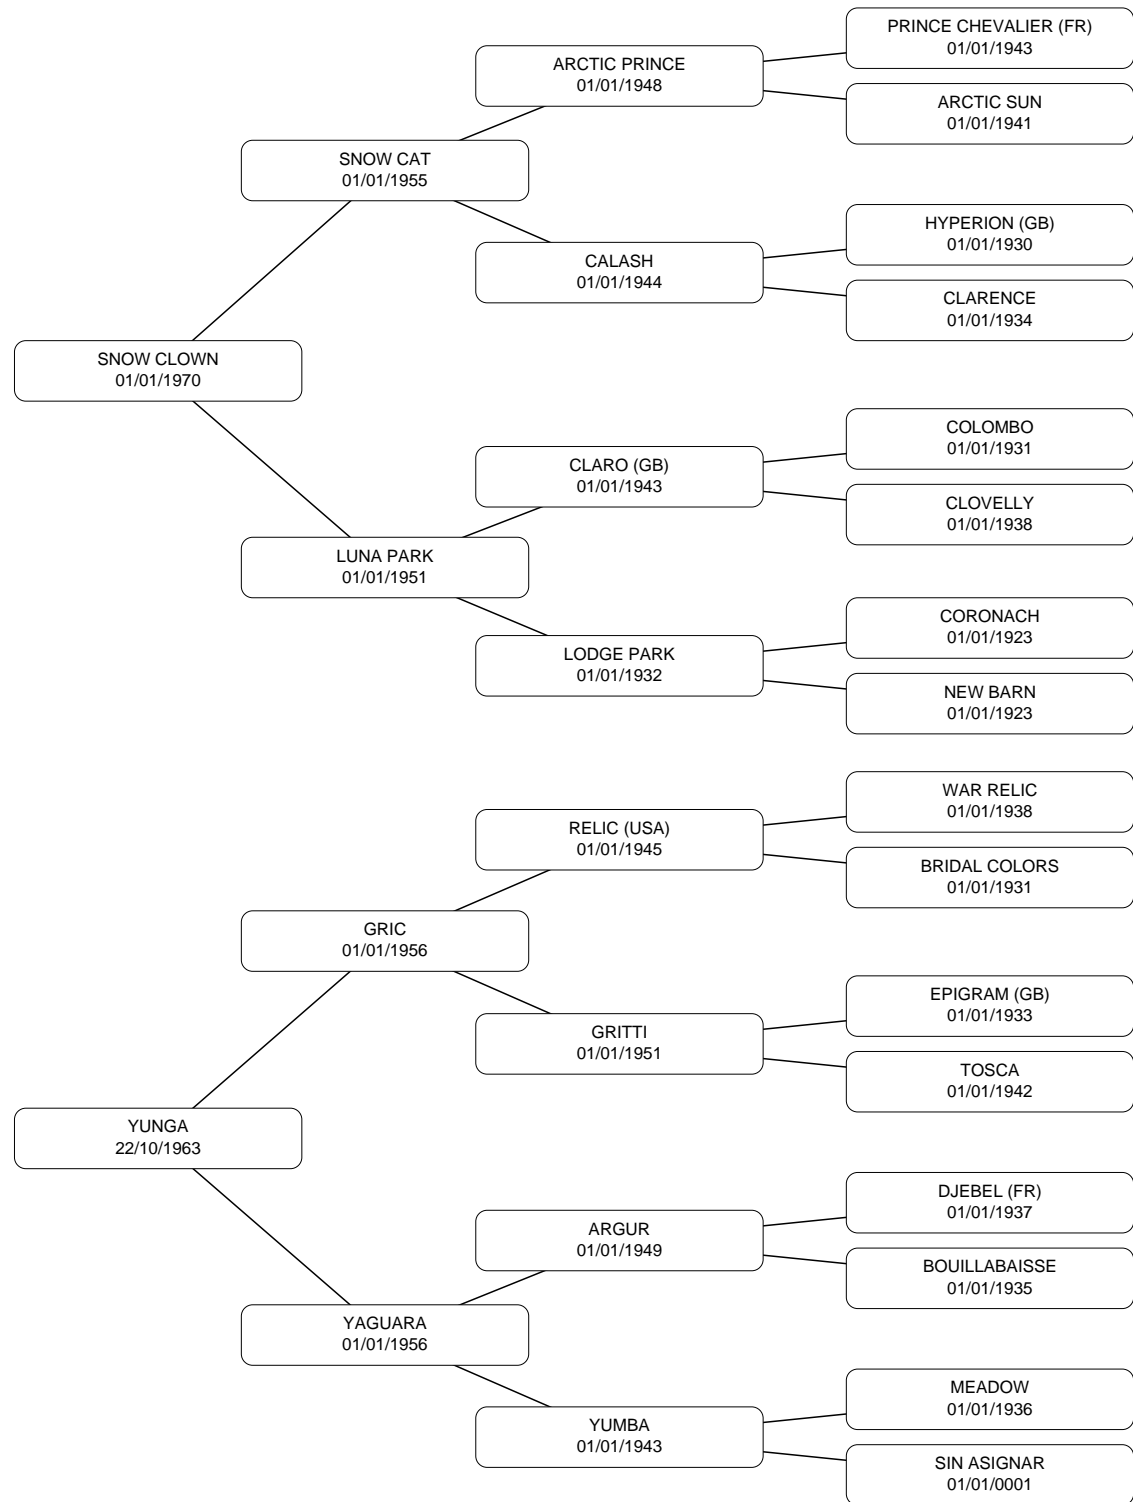 PRINCE CHEVALIER (FR)
01/01/1943
ARCTIC PRINCE
01/01/1948
ARCTIC SUN
01/01/1941
SNOW CAT
01/01/1955
HYPERION (GB)
01/01/1930
CALASH
01/01/1944
CLARENCE
01/01/1934
SNOW CLOWN
01/01/1970
COLOMBO
01/01/1931
CLARO (GB)
01/01/1943
CLOVELLY
01/01/1938
LUNA PARK
01/01/1951
CORONACH
01/01/1923
LODGE PARK
01/01/1932
NEW BARN
01/01/1923
WAR RELIC
01/01/1938
RELIC (USA)
01/01/1945
BRIDAL COLORS
01/01/1931
GRIC
01/01/1956
EPIGRAM (GB)
01/01/1933
GRITTI
01/01/1951
TOSCA
01/01/1942
YUNGA
22/10/1963
DJEBEL (FR)
01/01/1937
ARGUR
01/01/1949
BOUILLABAISSE
01/01/1935
YAGUARA
01/01/1956
MEADOW
01/01/1936
YUMBA
01/01/1943
SIN ASIGNAR
01/01/0001